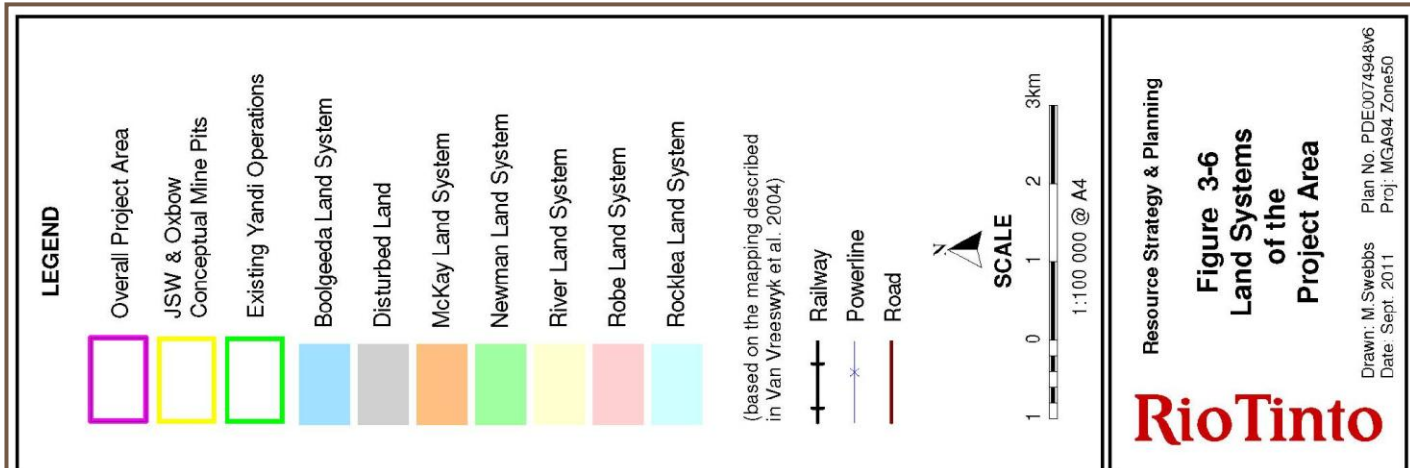 LEGEND
Overall Project Area
JSW & Oxbow
Conceptual Mine Pits
Existing Yandi Operations
Boolgeeda Land System
Disturbed Land
McKay Land System
Newman Land System
River Land System
Robe Land System
Rocklea Land System
(based on the mapping described
in Van Vreeswyk et al. 2004)
Railway
Powerline
Road
N
SCALE
1 0 1 2 3km
1:100 000 @ A4
RioTinto
Resource Strategy & Planning
Figure 3-6
Land Systems
of the
Project Area
Drawn: M.Swebbs Plan No. PDE0074948v6
Date: Sept. 2011 Proj: MGA94 Zone50